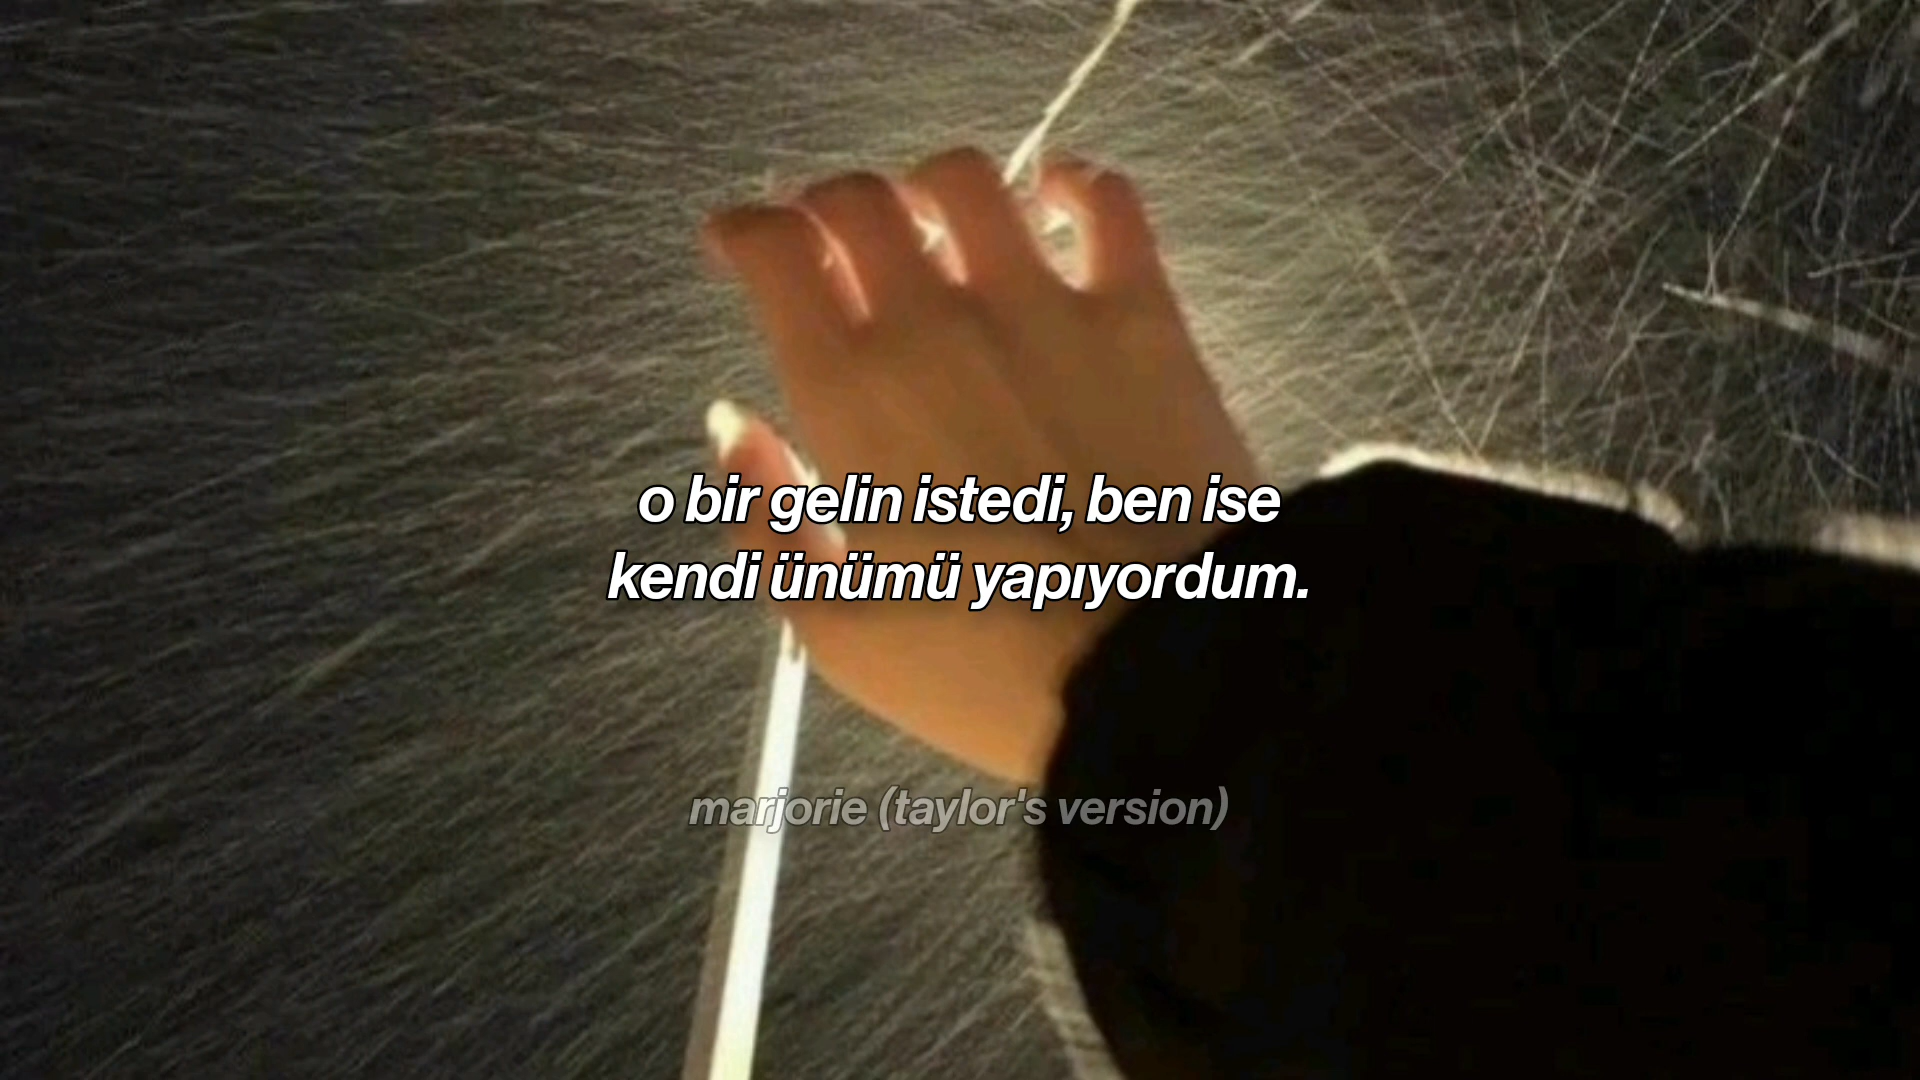 o bir gelin istedi, ben ise
kendi ünümü yapıyordum.
marjorie (taylor's version)